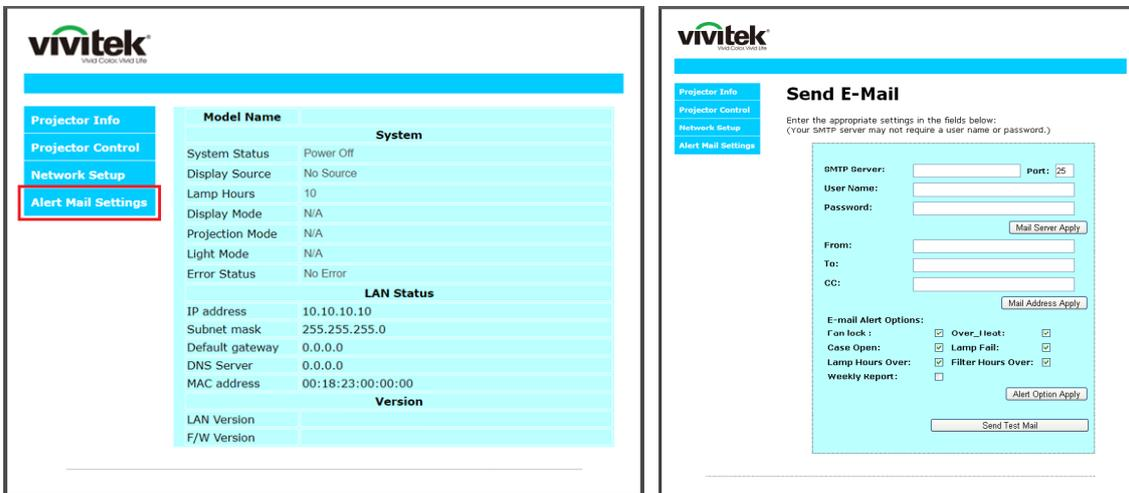 vivitek
Vivid Color, Vivid Life
Projector Info
Projector Control
Network Setup
Alert Mail Settings
Model Name
System
System Status Power Off
Display Source No Source
Lamp Hours 10
Display Mode N/A
Projection Mode N/A
Light Mode N/A
Error Status No Error
LAN Status
IP address 10.10.10.10
Subnet mask 255.255.255.0
Default gateway 0.0.0.0
DNS Server 0.0.0.0
MAC address 00:18:23:00:00:00
Version
LAN Version
F/W Version
vivitek
Vivid Color, Vivid Life
Projector Info
Projector Control
Network Setup
Alert Mail Settings
Send E-Mail
Enter the appropriate settings in the fields below:
(Your SMTP server may not require a user name or password.)
SMTP Server: Port: 25
User Name:
Password:
Mail Server Apply
From:
To:
CC:
Mail Address Apply
E-mail Alert Options:
Fan lock : Over_Heat:
Case Open: Lamp Fail:
Lamp Hours Over: Filter Hours Over:
Weekly Report:
Alert Option Apply
Send Test Mail